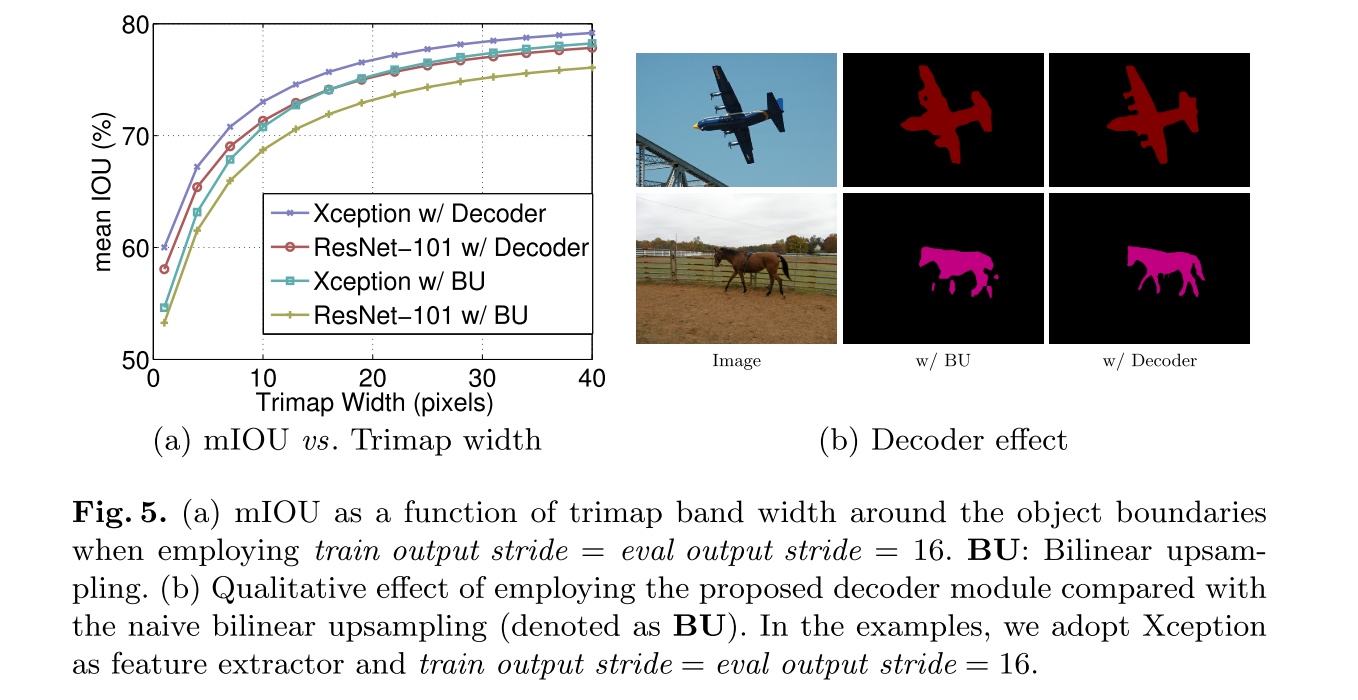 80
70
60
50
mean IOU (%)
Xception w/ Decoder
ResNet−101 w/ Decoder
Xception w/ BU
ResNet−101 w/ BU
0 10 20 30 40
Trimap Width (pixels)
Image w/ BU w/ Decoder
(a) mIOU vs. Trimap width
(b) Decoder effect
Fig. 5. (a) mIOU as a function of trimap band width around the object boundaries
when employing train output stride = eval output stride = 16. BU: Bilinear upsam-
pling. (b) Qualitative effect of employing the proposed decoder module compared with
the naive bilinear upsampling (denoted as BU). In the examples, we adopt Xception
as feature extractor and train output stride = eval output stride = 16.